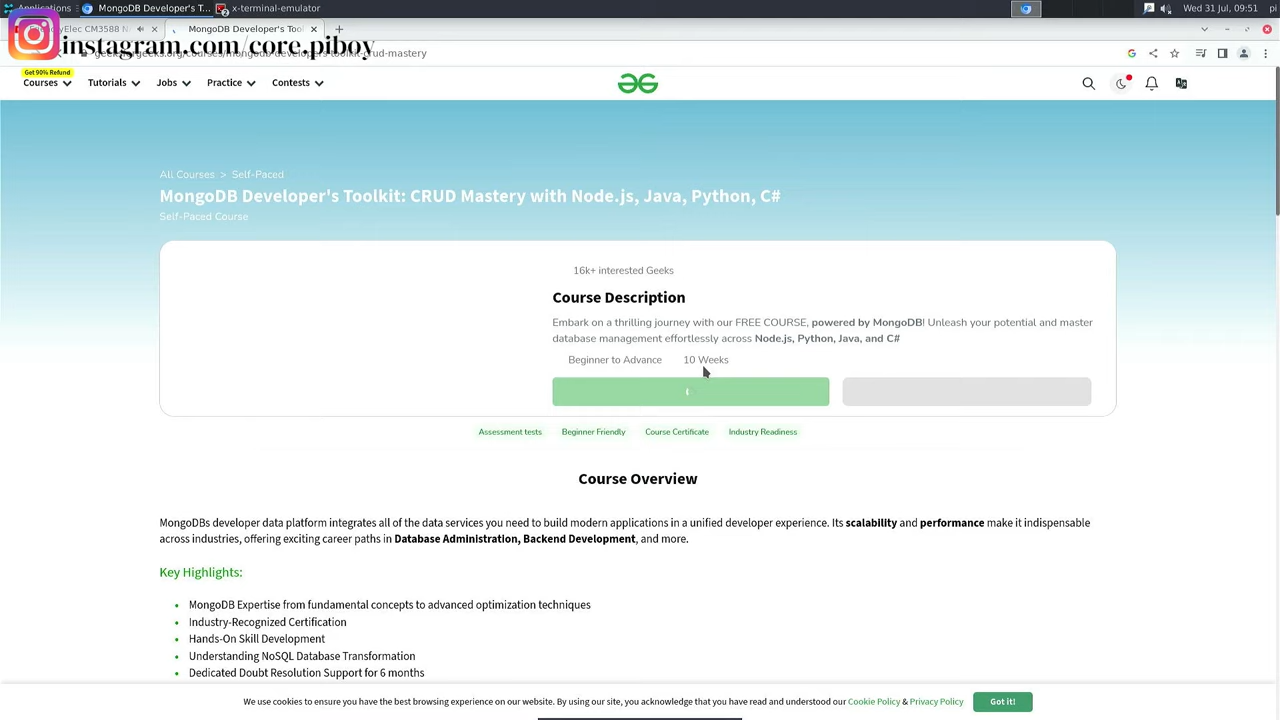 Applications
MongoDB Developer's T...
x-terminal-emulator
Wed 31 Jul, 09:51
pi
Elec CM3588 N
MongoDB Developer's Too
instagram.com/core.piboy
Get 90% Refund
Courses
Tutorials
Jobs
Practice
Contests
All Courses > Self-Paced
MongoDB Developer's Toolkit: CRUD Mastery with Node.js, Java, Python, C#
Self-Paced Course
16k+ interested Geeks
Course Description
Embark on a thrilling journey with our FREE COURSE, powered by MongoDB! Unleash your potential and master
database management effortlessly across Node.js, Python, Java, and C#
Beginner to Advance 10 Weeks
Assessment tests
Beginner Friendly
Course Certificate
Industry Readiness
Course Overview
MongoDBs developer data platform integrates all of the data services you need to build modern applications in a unified developer experience. Its scalability and performance make it indispensable
across industries, offering exciting career paths in Database Administration, Backend Development, and more.
Key Highlights:
• MongoDB Expertise from fundamental concepts to advanced optimization techniques
• Industry-Recognized Certification
• Hands-On Skill Development
• Understanding NoSQL Database Transformation
• Dedicated Doubt Resolution Support for 6 months
We use cookies to ensure you have the best browsing experience on our website. By using our site, you acknowledge that you have read and understood our Cookie Policy & Privacy Policy
Got it!